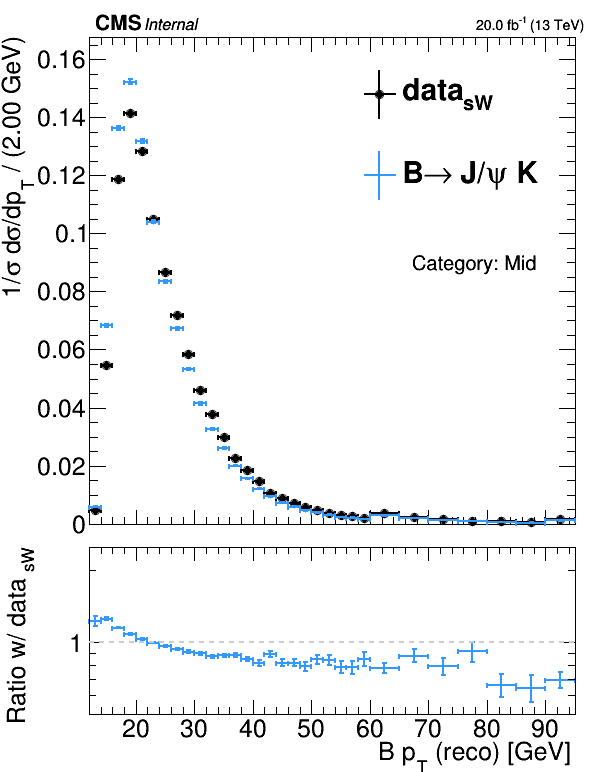 CMS Internal
20.0 fb⁻¹ (13 TeV)
1/σ dσ/dp_T / (2.00 GeV)
0.16
0.14
0.12
0.1
0.08
0.06
0.04
0.02
0
data_sW
B→ J/ψ K
Category: Mid
Ratio w/ data_sW
1
20 30 40 50 60 70 80 90
B p_T (reco) [GeV]